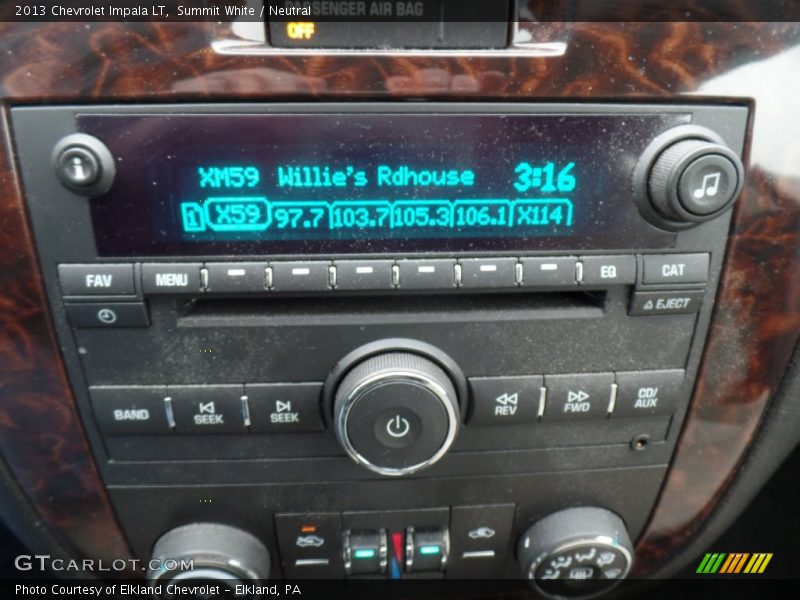 2013 Chevrolet Impala LT, Summit White / Neutral
PASSENGER AIR BAG
OFF
XM59 Willie's Rdhouse 3:16
1 X59 97.7 103.7 105.3 106.1 X114
FAV MENU EQ CAT
EJECT
BAND SEEK SEEK REV FWD CD/
AUX
GTCARLOT.COM
Photo Courtesy of Elkland Chevrolet - Elkland, PA